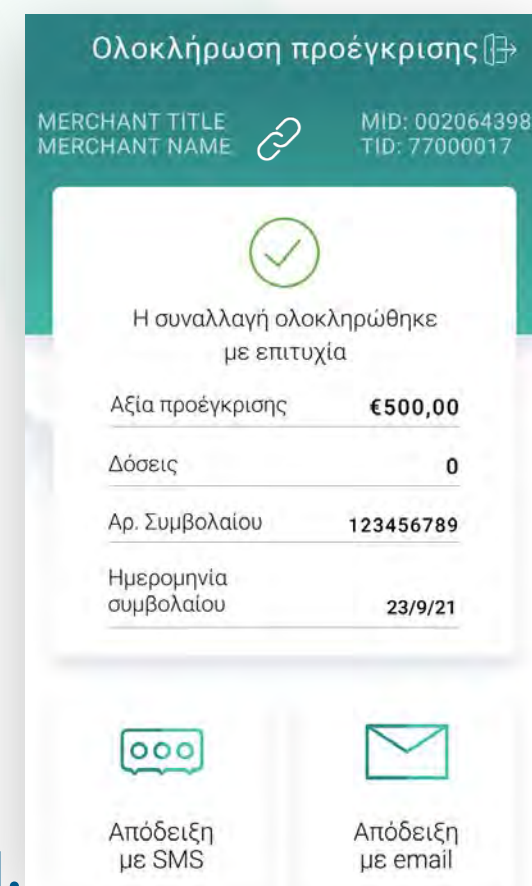 Ολοκλήρωση προέγκρισης
MERCHANT TITLE
MERCHANT NAME
MID: 002064398
TID: 77000017
Η συναλλαγή ολοκληρώθηκε
με επιτυχία
Αξία προέγκρισης €500,00
Δόσεις 0
Αρ. Συμβολαίου 123456789
Ημερομηνία
συμβολαίου 23/9/21
Απόδειξη
με SMS
Απόδειξη
με email